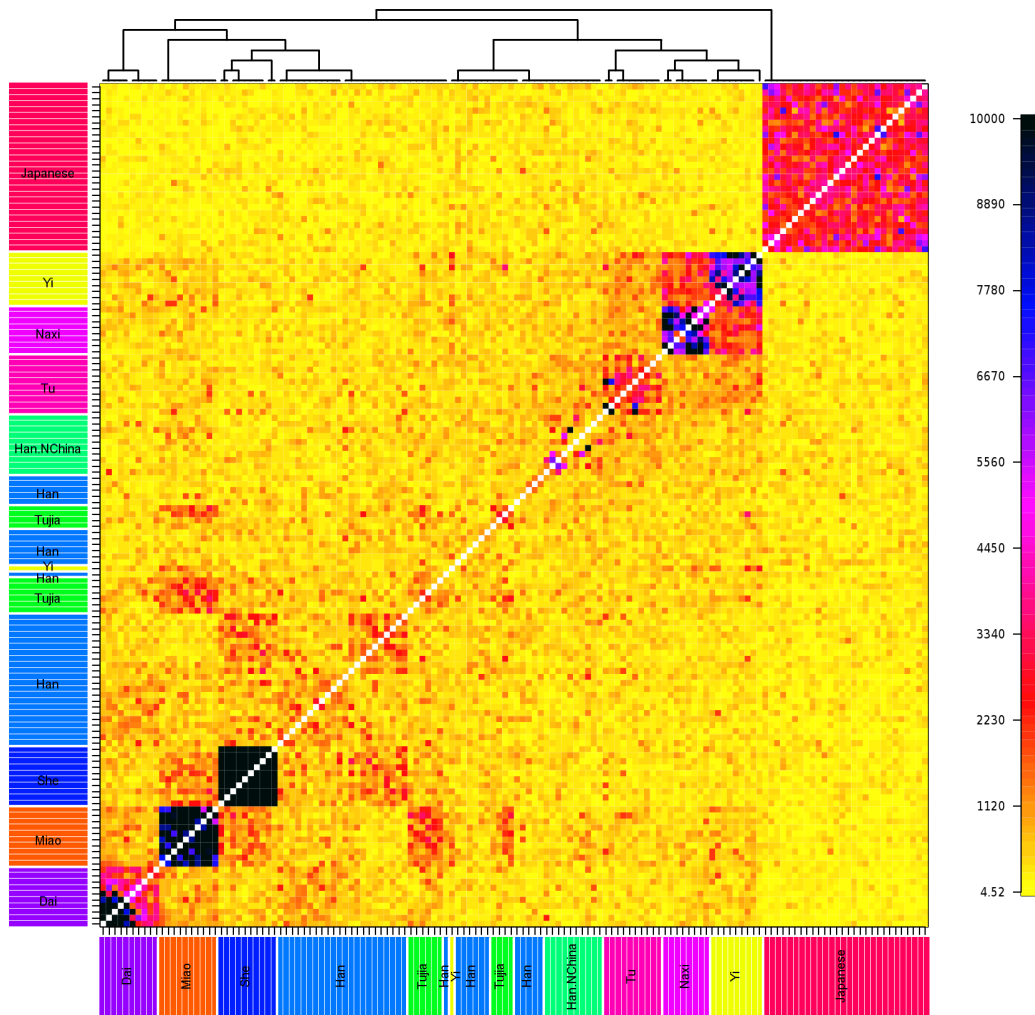 Japanese
Yi
Naxi
Tu
Han.NChina
Han
Tujia
Han
Yi
Han
Tujia
Han
She
Miao
Dai
10000
8890
7780
6670
5560
4450
3340
2230
1120
4.52
Dai
Miao
She
Han
Tujia
Han
Yi
Han
Tujia
Han
Han.NChina
Tu
Naxi
Yi
Japanese